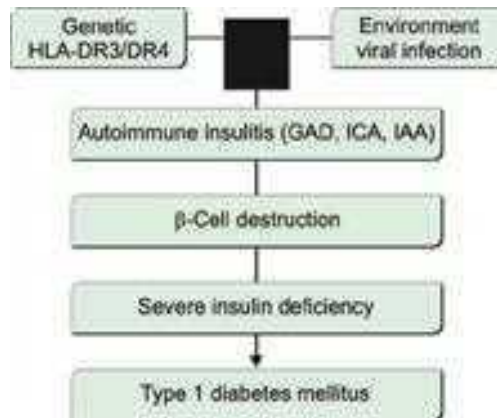 Genetic
HLA-DR3/DR4
Environment
viral infection
Autoimmune insulitis (GAD, ICA, IAA)
β-Cell destruction
Severe insulin deficiency
Type 1 diabetes mellitus